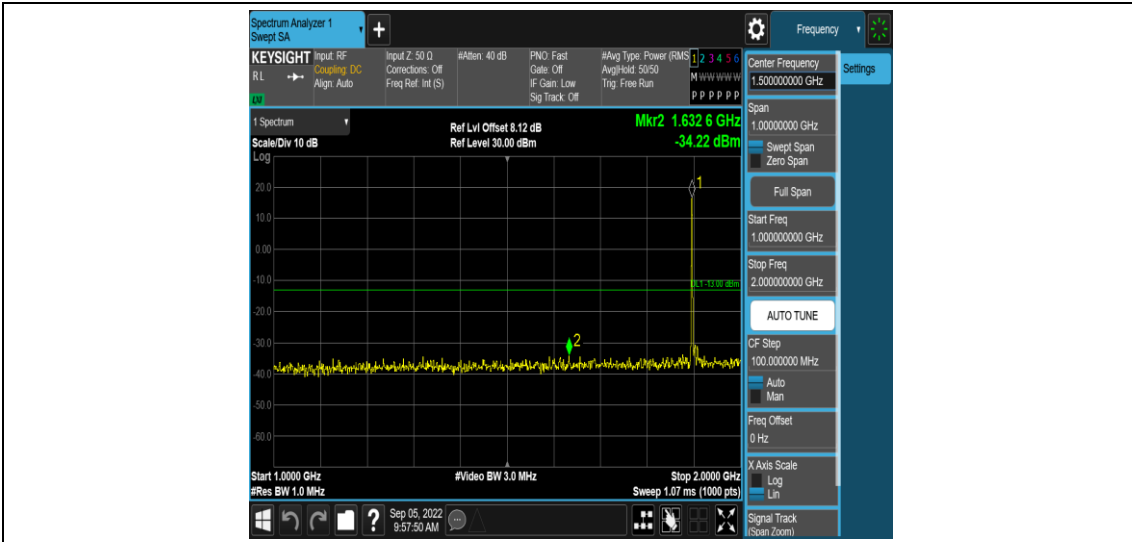 Spectrum Analyzer 1
Swept SA
+
Frequency
KEYSIGHT
RL
LXI
Input: RF
Coupling: DC
Align: Auto
Input Z: 50 Ω
Corrections: Off
Freq Ref: Int (S)
#Atten: 40 dB
PNO: Fast
Gate: Off
IF Gain: Low
Sig Track: Off
#Avg Type: Power (RMS
Avg|Hold: 50/50
Trig: Free Run
1 2 3 4 5 6
M W W W W W
P P P P P P
1 Spectrum
Scale/Div 10 dB
Log
Ref Lvl Offset 8.12 dB
Ref Level 30.00 dBm
Mkr2 1.632 6 GHz
-34.22 dBm
20.0
10.0
0.00
-10.0
-20.0
-30.0
-40.0
-50.0
-60.0
1
DL1 -13.00 dBm
2
Start 1.0000 GHz
#Res BW 1.0 MHz
#Video BW 3.0 MHz
Stop 2.0000 GHz
Sweep 1.07 ms (1000 pts)
Center Frequency
1.500000000 GHz
Settings
Span
1.00000000 GHz
Swept Span
Zero Span
Full Span
Start Freq
1.000000000 GHz
Stop Freq
2.000000000 GHz
AUTO TUNE
CF Step
100.000000 MHz
Auto
Man
Freq Offset
0 Hz
X Axis Scale
Log
Lin
Signal Track
(Span Zoom)
?
Sep 05, 2022
9:57:50 AM